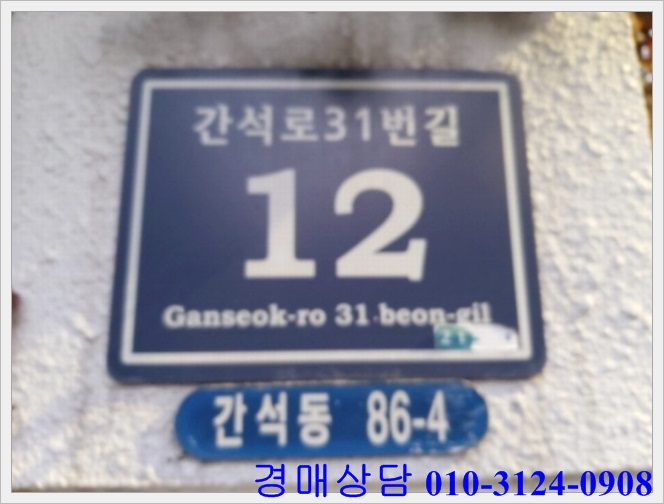 간석로31번길
12
Ganseok-ro 31 beon-gil
21
간석동 86-4
경매상담 010-3124-0908